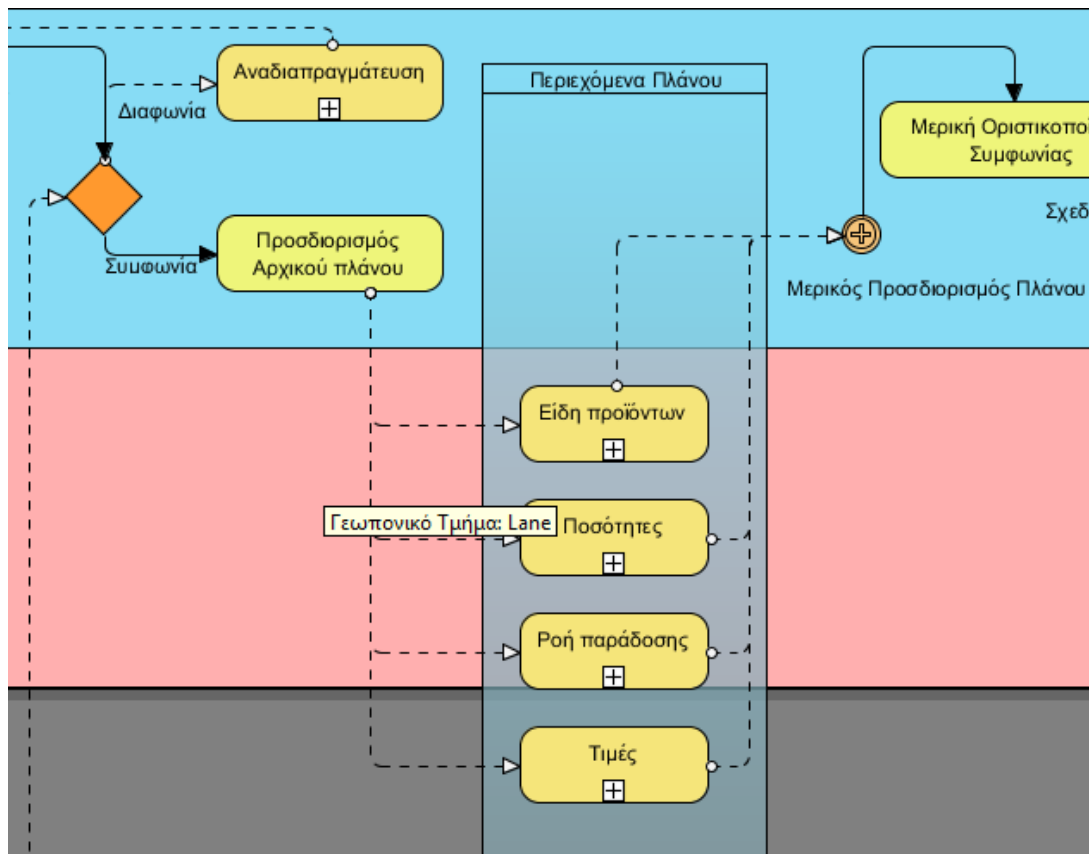 Αναδιαπραγμάτευση
Διαφωνία
Συμφωνία
Προσδιορισμός
Αρχικού πλάνου
Περιεχόμενα Πλάνου
Είδη προϊόντων
Γεωπονικό Τμήμα: Lane
Ποσότητες
Ροή παράδοσης
Τιμές
Μερική Οριστικοποί
Συμφωνίας
Σχεδ
Μερικός Προσδιορισμός Πλάνου